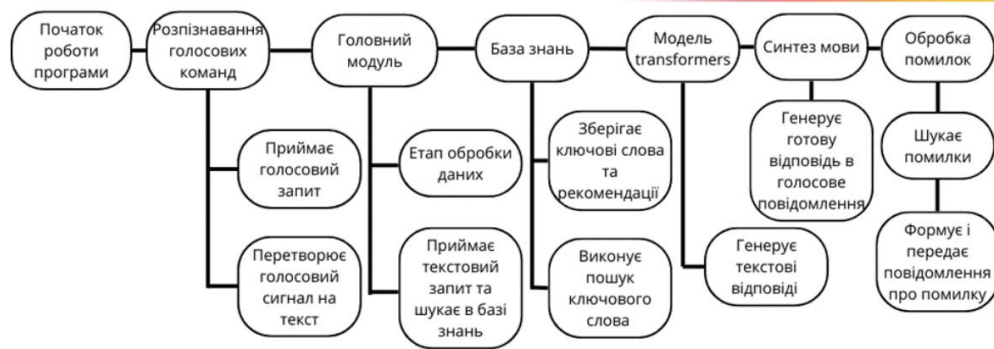 Початок
роботи
програми
Розпізнавання
голосових
команд
Головний
модуль
База знань
Модель
transformers
Синтез мови
Обробка
помилок
Приймає
голосовий
запит
Перетворює
голосовий
сигнал на
текст
Етап обробки
даних
Приймає
текстовий
запит та
шукає в базі
знань
Зберігає
ключові слова
та
рекомендації
Виконує
пошук
ключового
слова
Генерує
текстові
відповіді
Генерує
готову
відповідь в
голосове
повідомлення
Шукає
помилки
Формує і
передає
повідомлення
про помилку